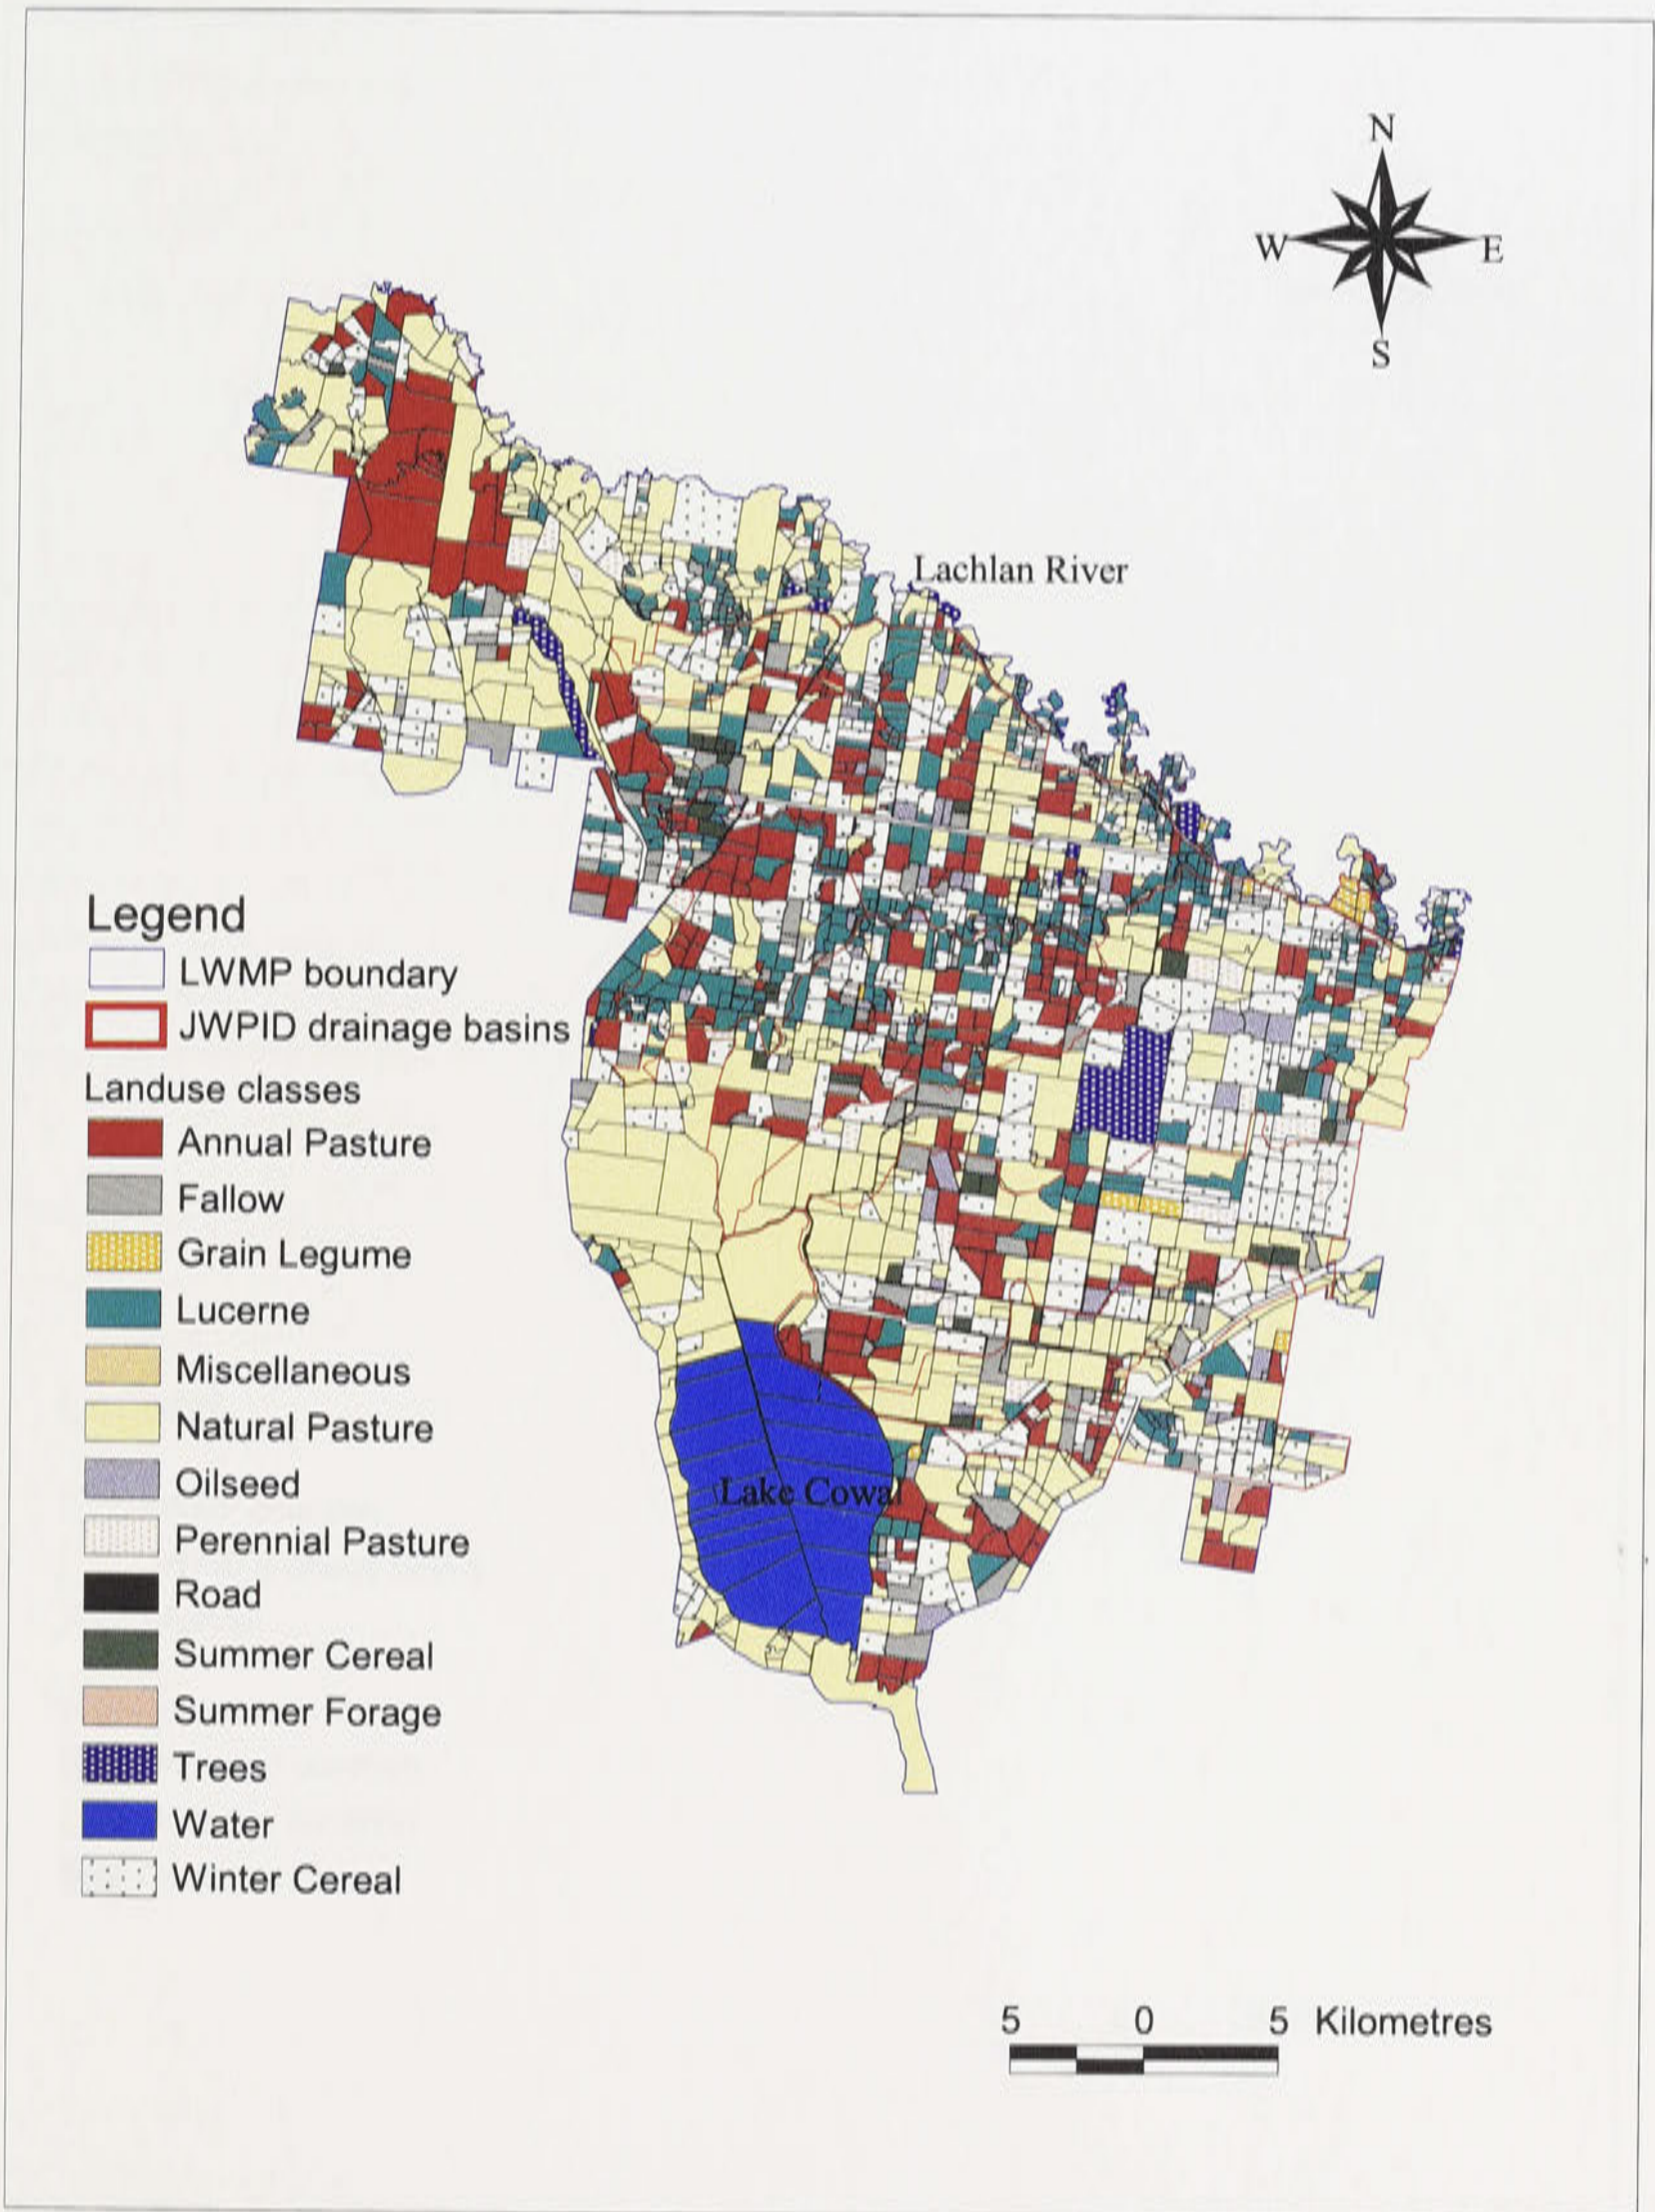 N
W E
S
Lachlan River
Legend
LWMP boundary
JWPID drainage basins
Landuse classes
Annual Pasture
Fallow
Grain Legume
Lucerne
Miscellaneous
Natural Pasture
Oilseed
Perennial Pasture
Road
Summer Cereal
Summer Forage
Trees
Water
Winter Cereal
Lake Cowal
5 0 5 Kilometres